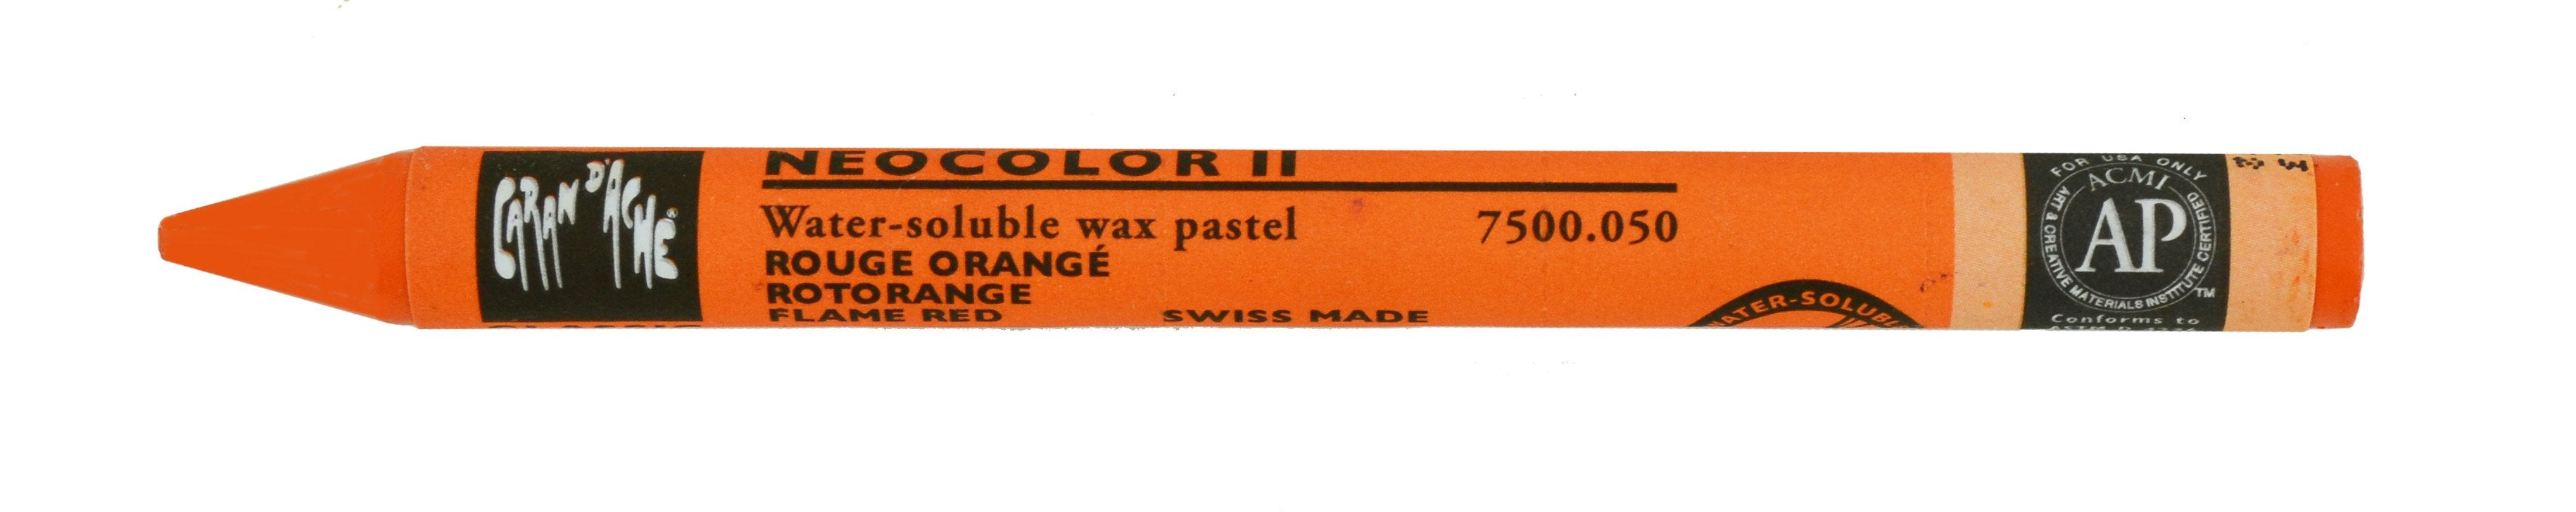 CARAN D'ACHE®
CLASSIC
NEOCOLOR II
Water-soluble wax pastel 7500.050
ROUGE ORANGÉ
ROTORANGE
FLAME RED SWISS MADE
WATER-SOLUBLE
FOR USA ONLY
ACMI
AP
ART & CREATIVE MATERIALS INSTITUTE CERTIFIED
TM
Conforms to